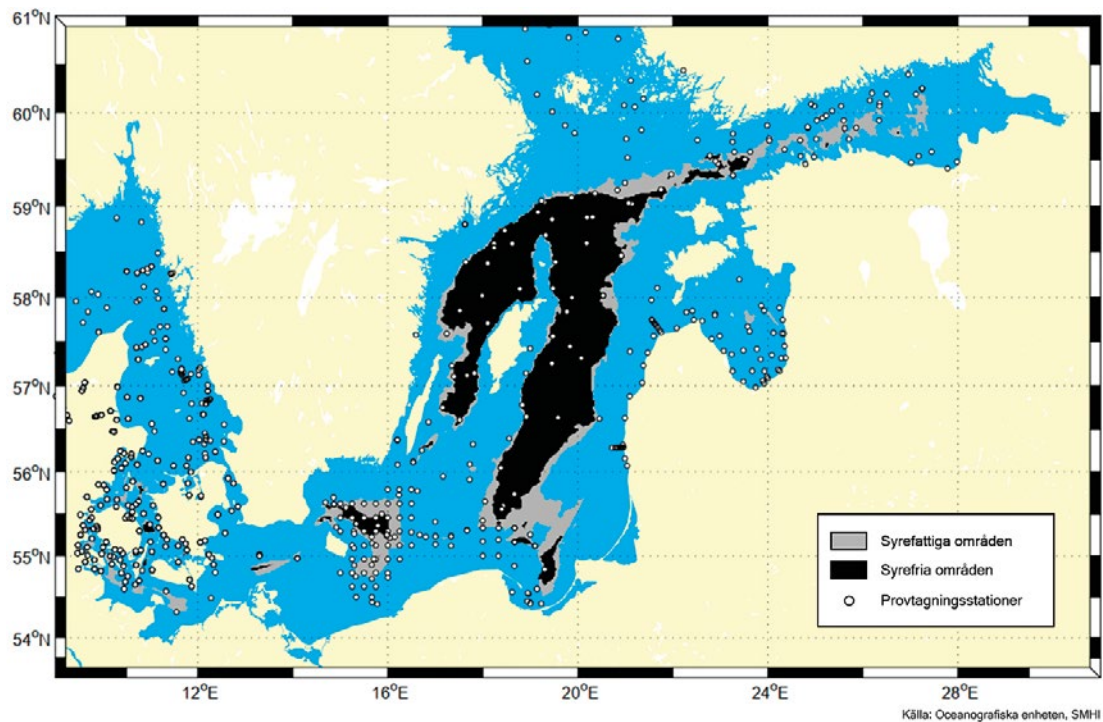 61°N
60°N
59°N
58°N
57°N
56°N
55°N
54°N
Syrefattiga områden
Syrefria områden
Provtagningsstationer
12°E 16°E 20°E 24°E 28°E
Källa: Oceanografiska enheten, SMHI